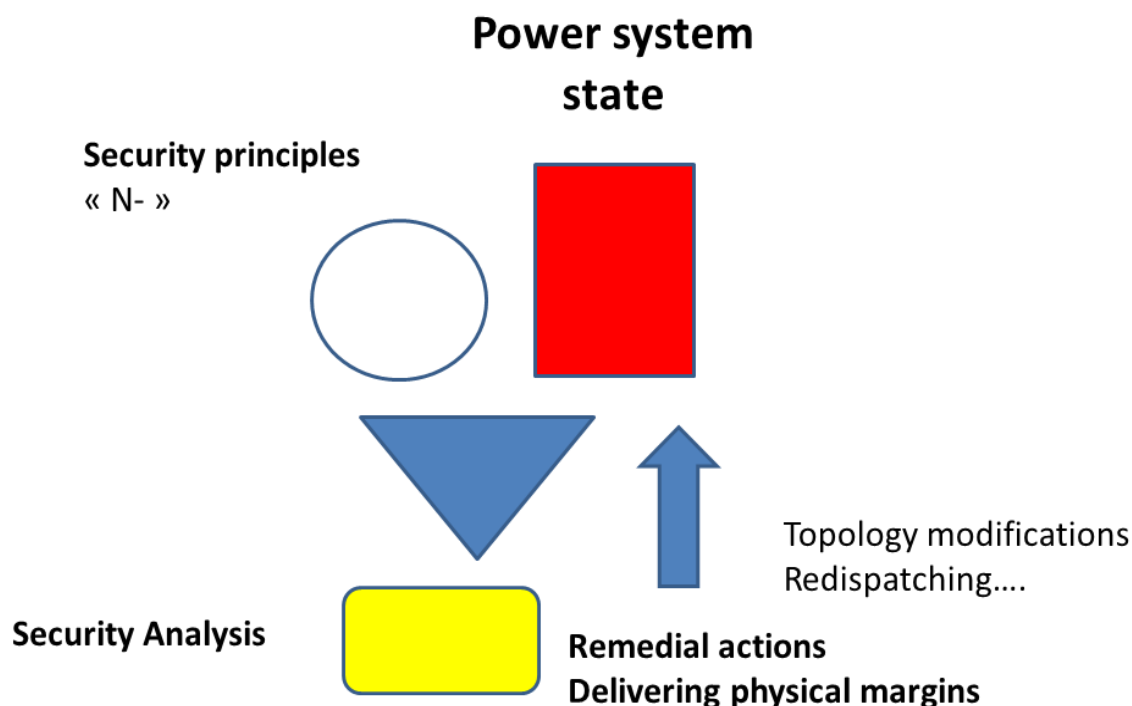 Power system
state
Security principles
« N- »
Topology modifications
Redispatching....
Security Analysis
Remedial actions
Delivering physical margins